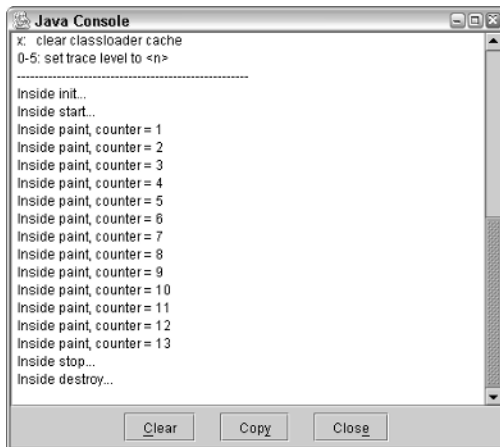 Java Console
x: clear classloader cache
0-5: set trace level to <n>
----------------------------------------------------
Inside init...
Inside start...
Inside paint, counter = 1
Inside paint, counter = 2
Inside paint, counter = 3
Inside paint, counter = 4
Inside paint, counter = 5
Inside paint, counter = 6
Inside paint, counter = 7
Inside paint, counter = 8
Inside paint, counter = 9
Inside paint, counter = 10
Inside paint, counter = 11
Inside paint, counter = 12
Inside paint, counter = 13
Inside stop...
Inside destroy...
Clear Copy Close